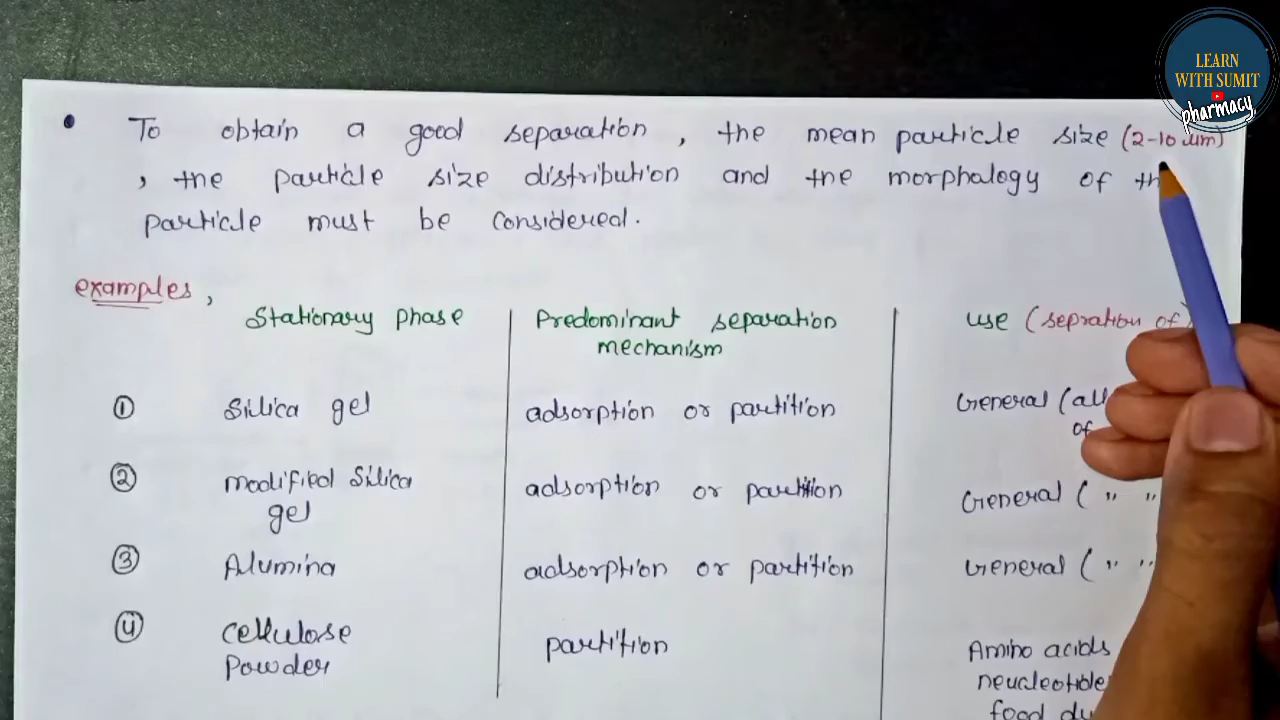 LEARN
WITH SUMIT
pharmacy
• To obtain a good separation, the mean particle size (2-10 µm)
, the particle size distribution and the morphalogy of
particle must be considered.
examples,
Stationary phase | Predominant separation | use (sepration of)
mechanism
① Silica gel | adsorption or partition | General (all
of
② modified Silica | adsorption or partition | General ( " "
gel
③ Alumina | adsorption or partition | General ( " "
④ Cellulose | partition | Amino acids
Powder | neucleotide
food